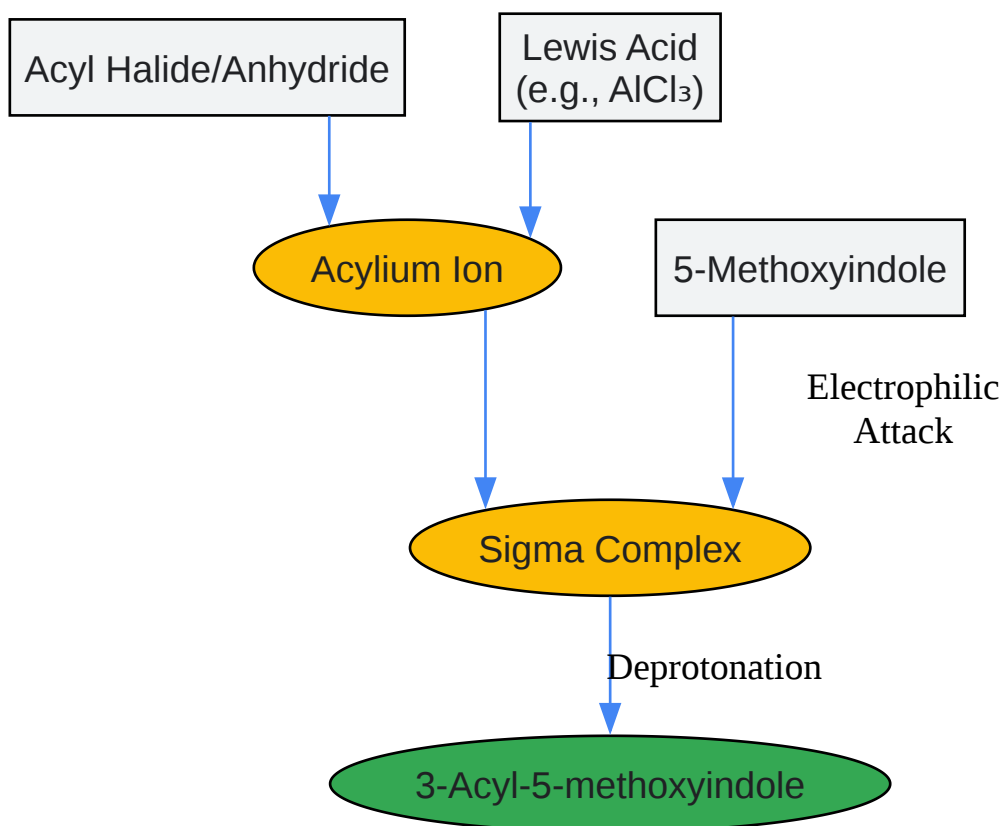 Acyl Halide/Anhydride
Lewis Acid
(e.g., AlCl₃)
Acylium Ion
5-Methoxyindole
Electrophilic
Attack
Sigma Complex
Deprotonation
3-Acyl-5-methoxyindole